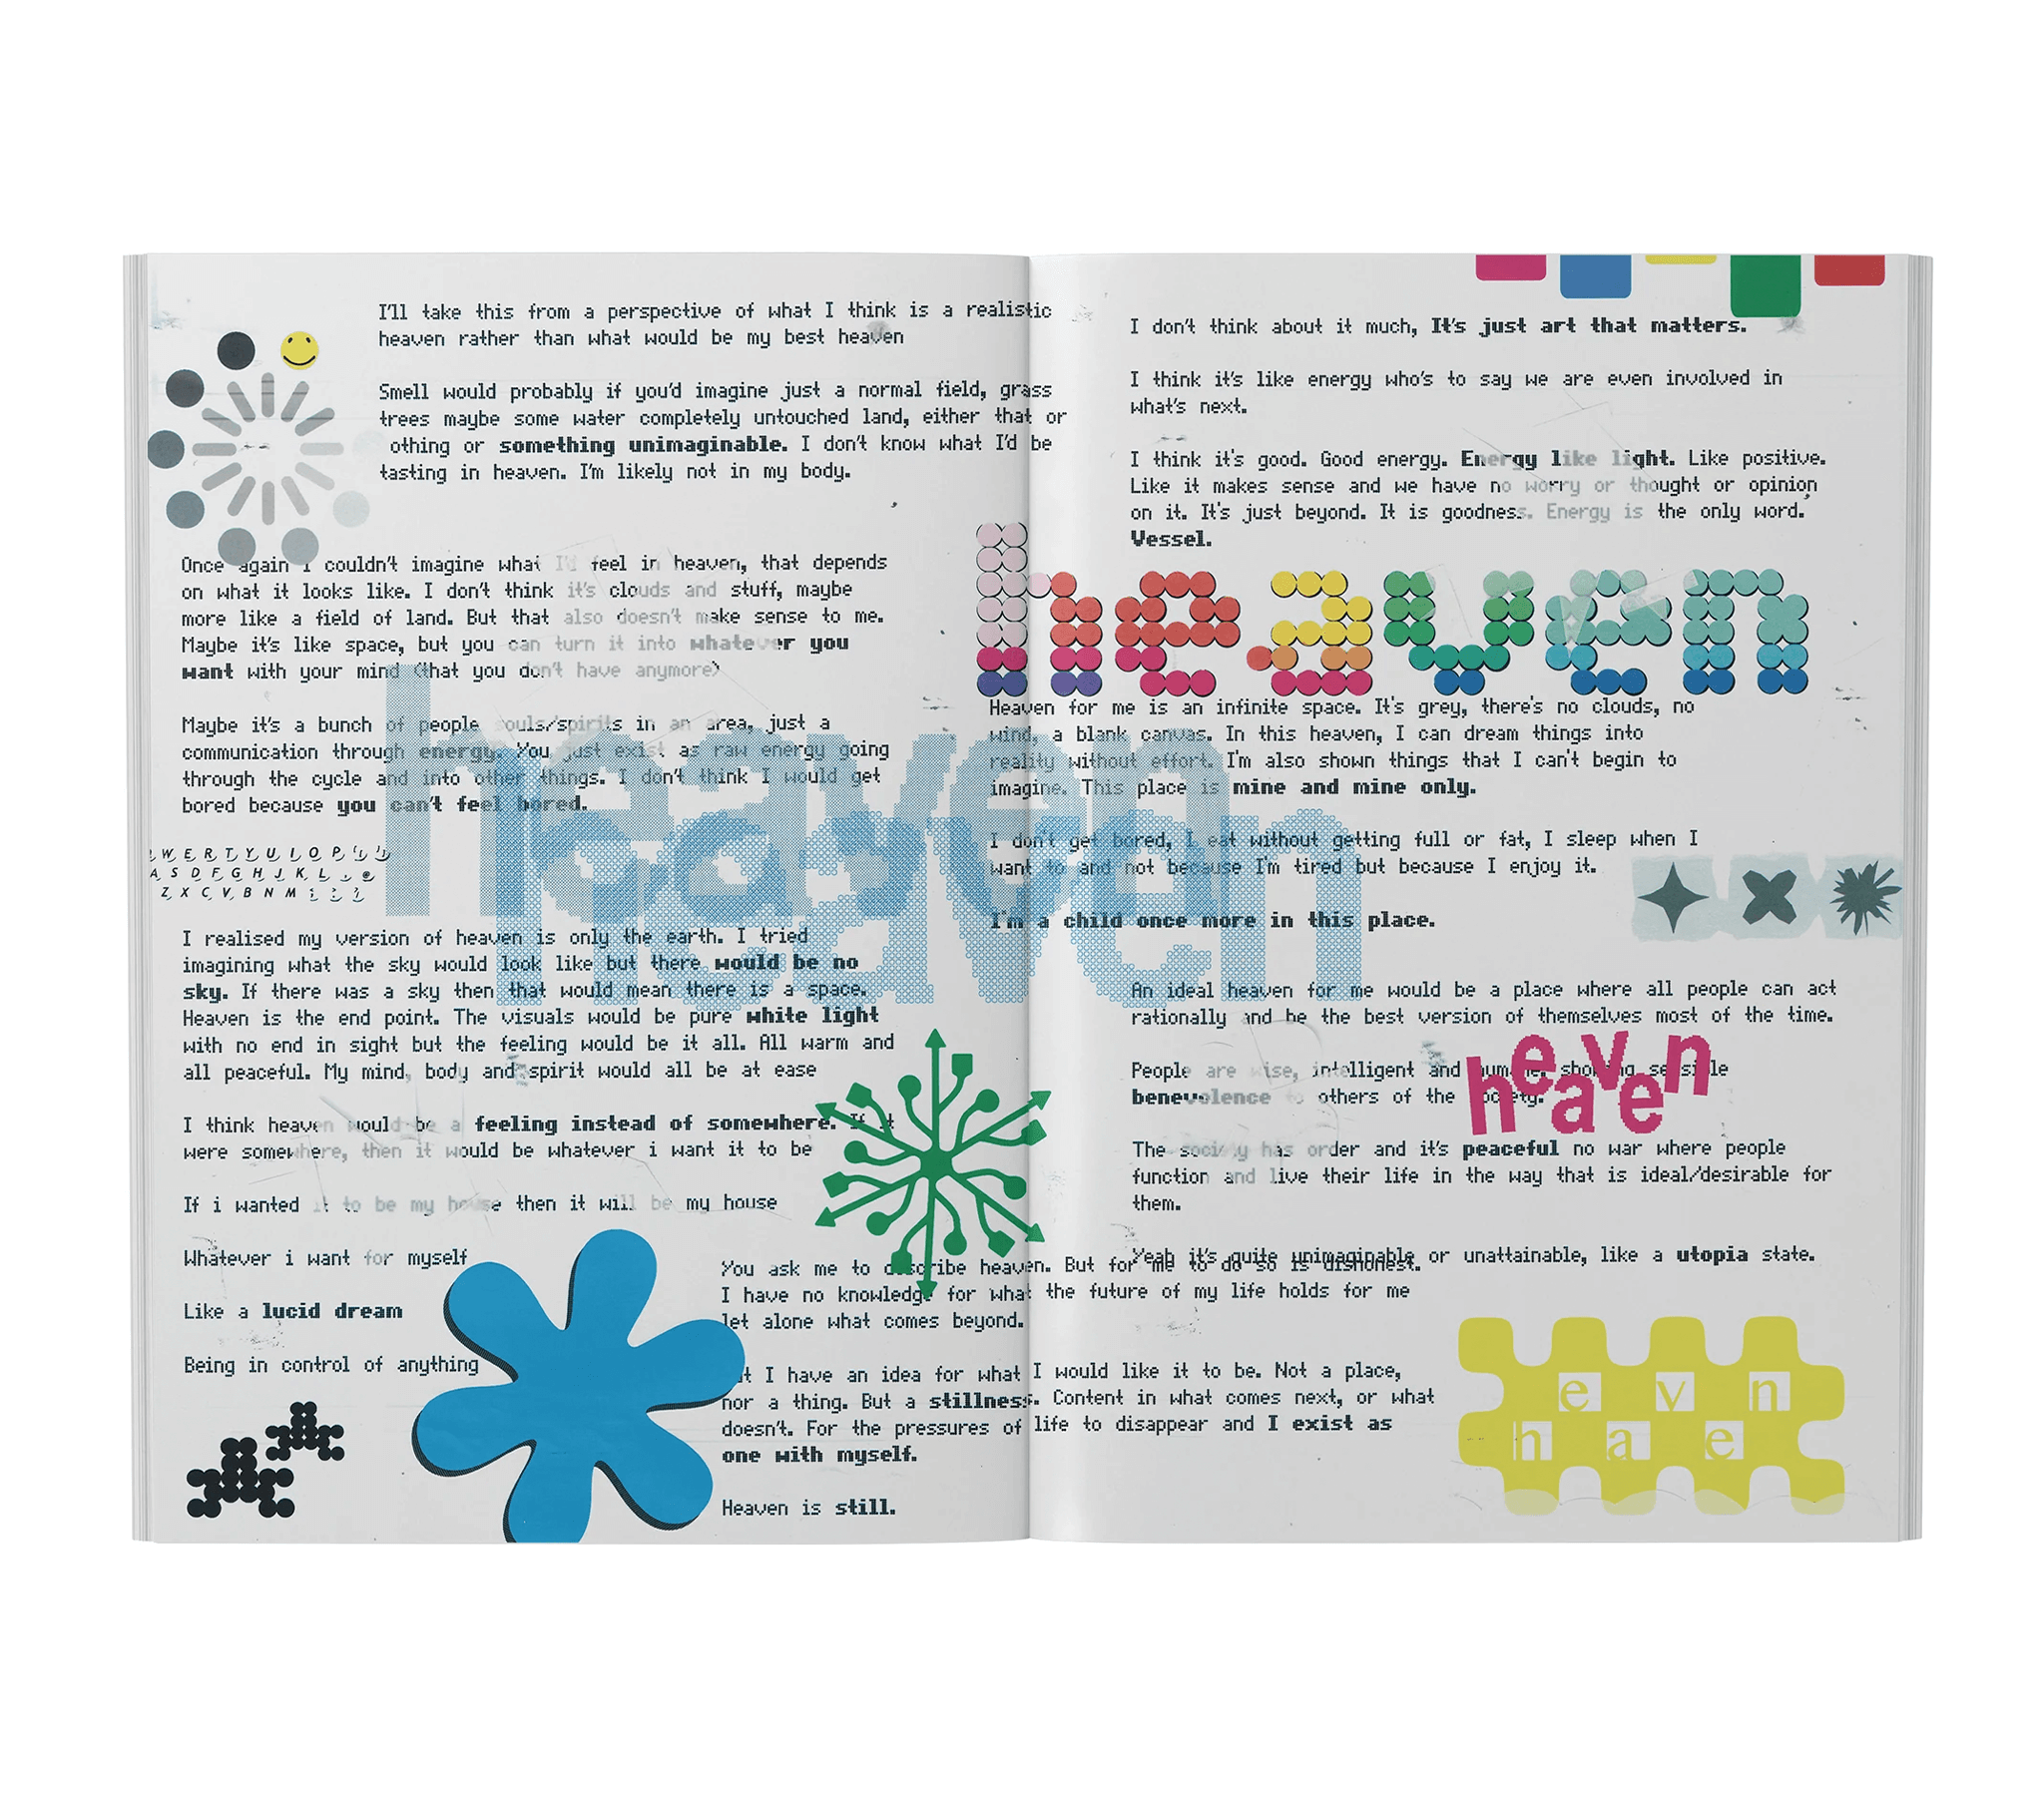 I'll take this from a perspective of what I think is a realistic
heaven rather than what would be my best heaven
Smell would probably if you'd imagine just a normal field, grass
trees maybe some water completely untouched land, either that or
othing or something unimaginable. I don't know what I'd be
tasting in heaven. I'm likely not in my body.
Once again I couldn't imagine what I'd feel in heaven, that depends
on what it looks like. I don't think it's clouds and stuff, maybe
more like a field of land. But that also doesn't make sense to me.
Maybe it's like space, but you can turn it into whatever you
want with your mind (that you don't have anymore)
Maybe it's a bunch of people souls/spirits in an area, just a
communication through energy. You just exist as raw energy going
through the cycle and into other things. I don't think I would get
bored because you can't feel bored.
heaven
heaven
W E R T Y U I O P
A S D F G H J K L
Z X C V B N M
I realised my version of heaven is only the earth. I tried
imagining what the sky would look like but there would be no
sky. If there was a sky then that would mean there is a space.
Heaven is the end point. The visuals would be pure white light
with no end in sight but the feeling would be it all. All warm and
all peaceful. My mind, body and spirit would all be at ease
I think heaven would be a feeling instead of somewhere. If it
were somewhere, then it would be whatever i want it to be
If i wanted it to be my house then it will be my house
Whatever i want for myself
Like a lucid dream
Being in control of anything
You ask me to describe heaven. But for me to do so is dishonest.
I have no knowledge for what the future of my life holds for me
let alone what comes beyond.
I have an idea for what I would like it to be. Not a place,
nor a thing. But a stillness. Content in what comes next, or what
doesn't. For the pressures of life to disappear and I exist as
one with myself.
Heaven is still.
I don't think about it much, It's just art that matters.
I think it's like energy who's to say we are even involved in
what's next.
I think it's good. Good energy. Energy like light. Like positive.
Like it makes sense and we have no worry or thought or opinion
on it. It's just beyond. It is goodness. Energy is the only word.
Vessel.
heaven
Heaven for me is an infinite space. It's grey, there's no clouds, no
wind, a blank canvas. In this heaven, I can dream things into
reality without effort. I'm also shown things that I can't begin to
imagine. This place is mine and mine only.
I don't get bored, I eat without getting full or fat, I sleep when I
want to and not because I'm tired but because I enjoy it.
I'm a child once more in this place.
An ideal heaven for me would be a place where all people can act
rationally and be the best version of themselves most of the time.
People are wise, intelligent and sensible
benevolence to others of the society.
heaven
The society has order and it's peaceful no war where people
function and live their life in the way that is ideal/desirable for
them.
Yeah it's quite unimaginable or unattainable, like a utopia state.
e v n
h a e